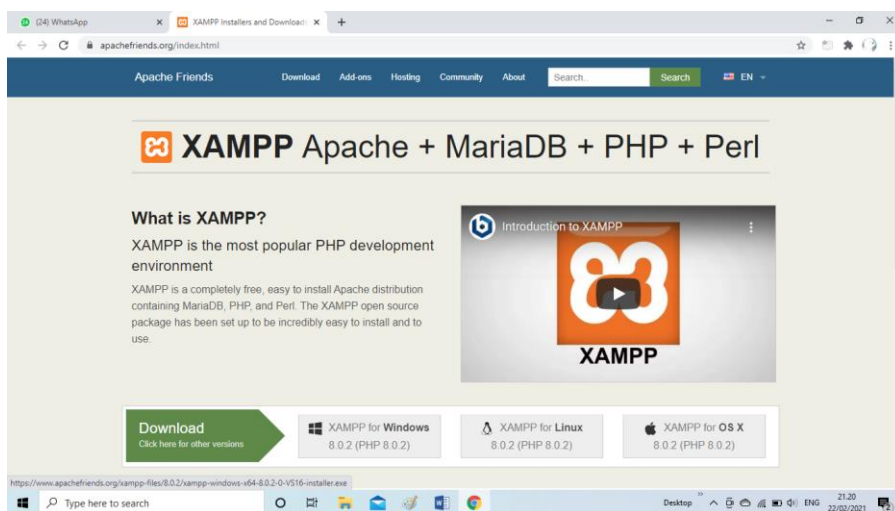 (24) WhatsApp
XAMPP Installers and Download
apachefriends.org/index.html
Apache Friends
Download
Add-ons
Hosting
Community
About
Search..
Search
EN
XAMPP Apache + MariaDB + PHP + Perl
What is XAMPP?
XAMPP is the most popular PHP development
environment
XAMPP is a completely free, easy to install Apache distribution
containing MariaDB, PHP, and Perl. The XAMPP open source
package has been set up to be incredibly easy to install and to
use.
Introduction to XAMPP
XAMPP
Download
Click here for other versions
XAMPP for Windows
8.0.2 (PHP 8.0.2)
XAMPP for Linux
8.0.2 (PHP 8.0.2)
XAMPP for OS X
8.0.2 (PHP 8.0.2)
https://www.apachefriends.org/xampp-files/8.0.2/xampp-windows-x64-8.0.2-0-VS16-installer.exe
Type here to search
Desktop
ENG
21.20
22/02/2021